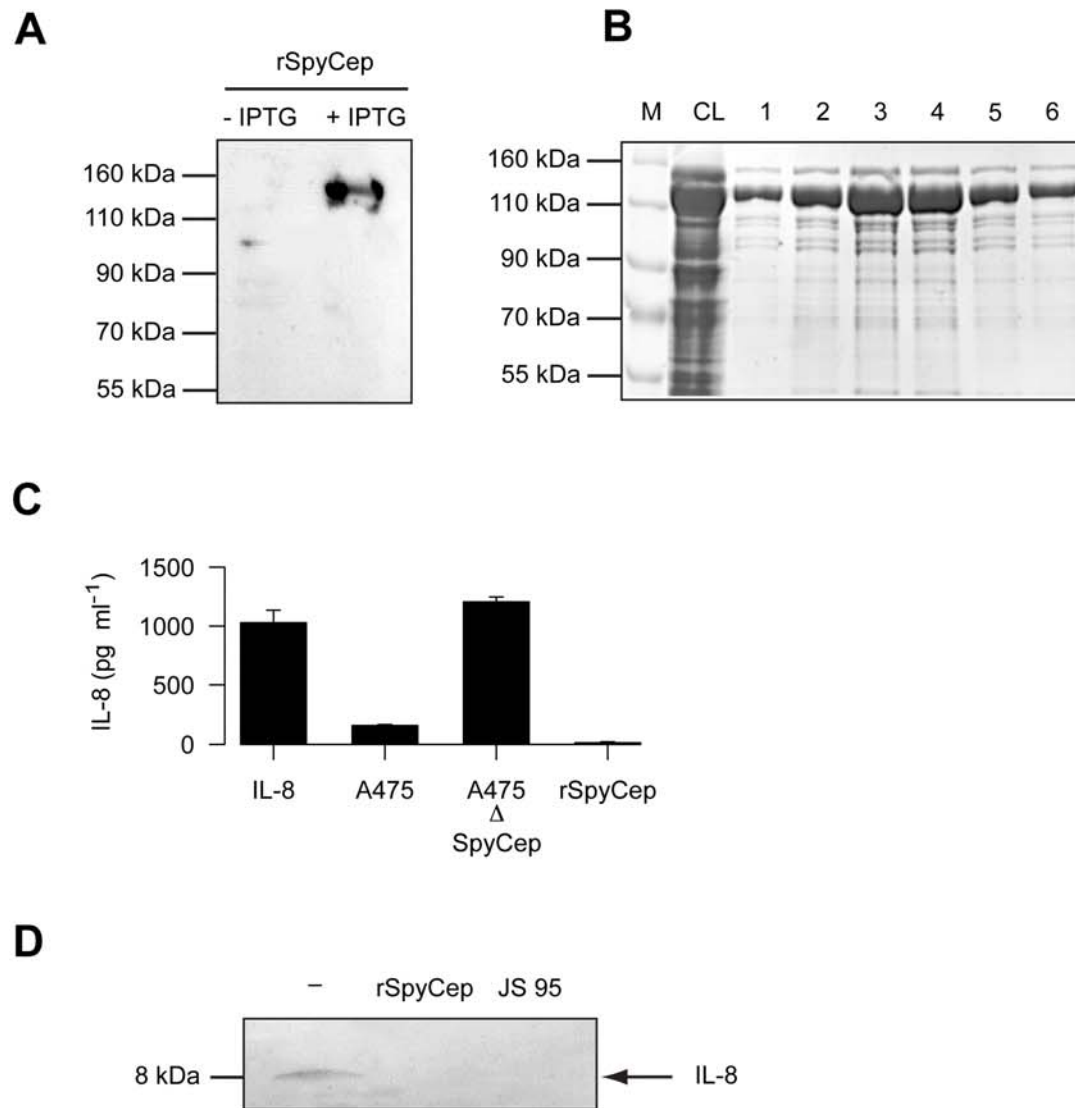 A
rSpyCep
- IPTG + IPTG
160 kDa
110 kDa
90 kDa
70 kDa
55 kDa
B
M CL 1 2 3 4 5 6
160 kDa
110 kDa
90 kDa
70 kDa
55 kDa
C
IL-8 (pg ml⁻¹)
1500
1000
500
0
IL-8 A475 A475 rSpyCep
Δ
SpyCep
D
– rSpyCep JS 95
8 kDa IL-8